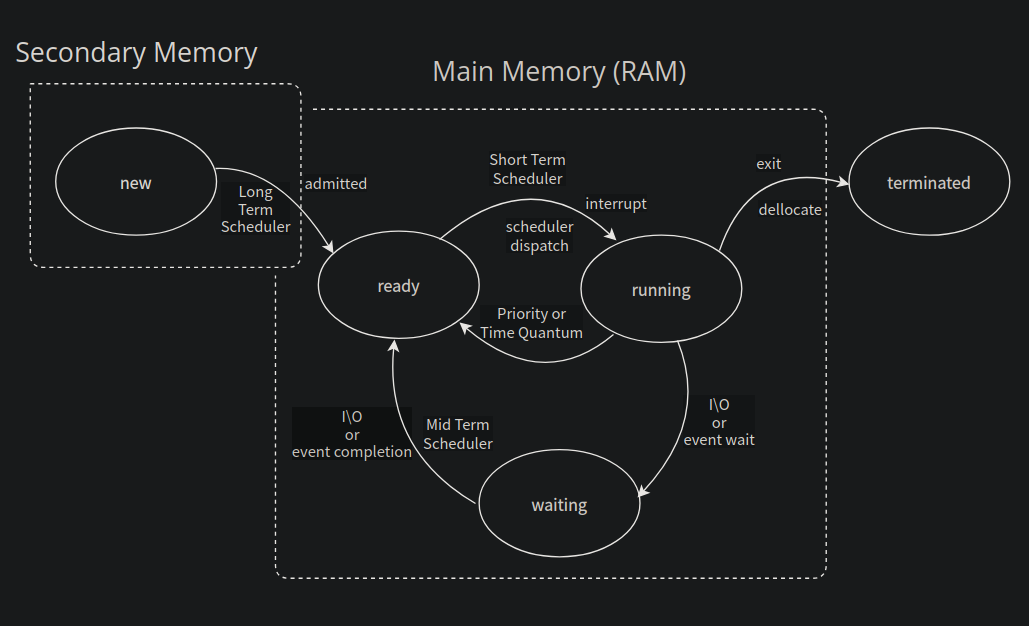 Secondary Memory
Main Memory (RAM)
new
Long
Term
Scheduler
admitted
Short Term
Scheduler
interrupt
scheduler
dispatch
exit
dellocate
terminated
ready
running
Priority or
Time Quantum
I\O
or
event completion
Mid Term
Scheduler
I\O
or
event wait
waiting